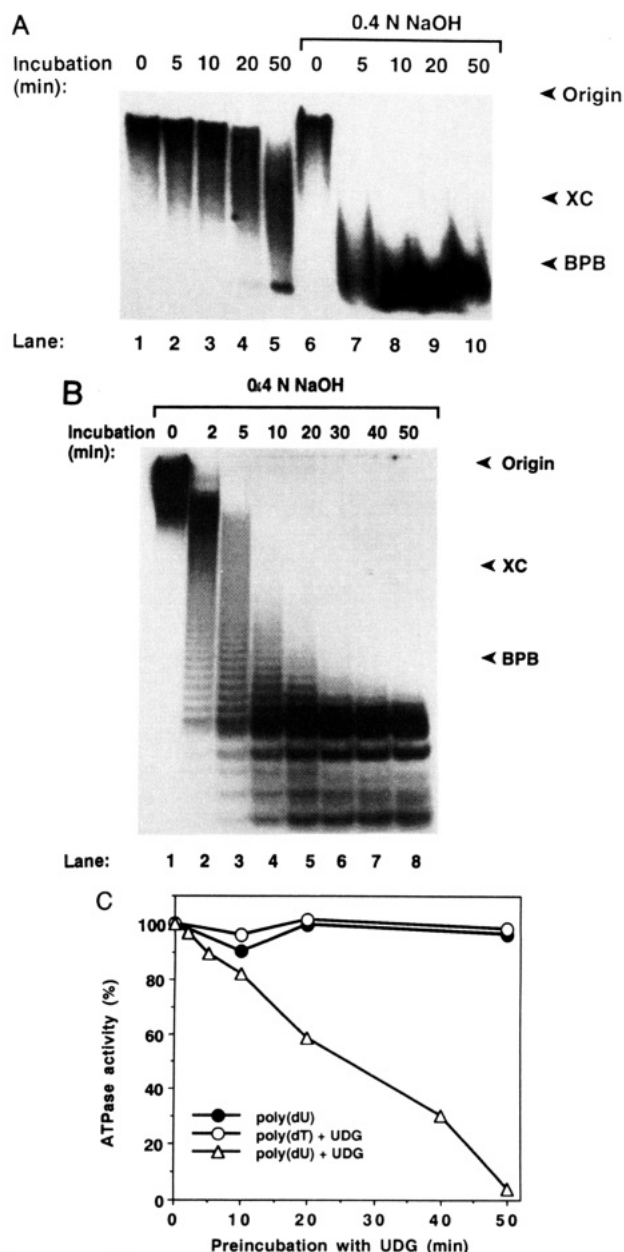 A
0.4 N NaOH
Incubation (min): 0 5 10 20 50 0 5 10 20 50
Origin
XC
BPB
Lane: 1 2 3 4 5 6 7 8 9 10
B
0.4 N NaOH
Incubation (min): 0 2 5 10 20 30 40 50
Origin
XC
BPB
Lane: 1 2 3 4 5 6 7 8
C
100
80
60
40
20
0
ATPase activity (%)
poly(dU)
poly(dT) + UDG
poly(dU) + UDG
0 10 20 30 40 50
Preincubation with UDG (min)